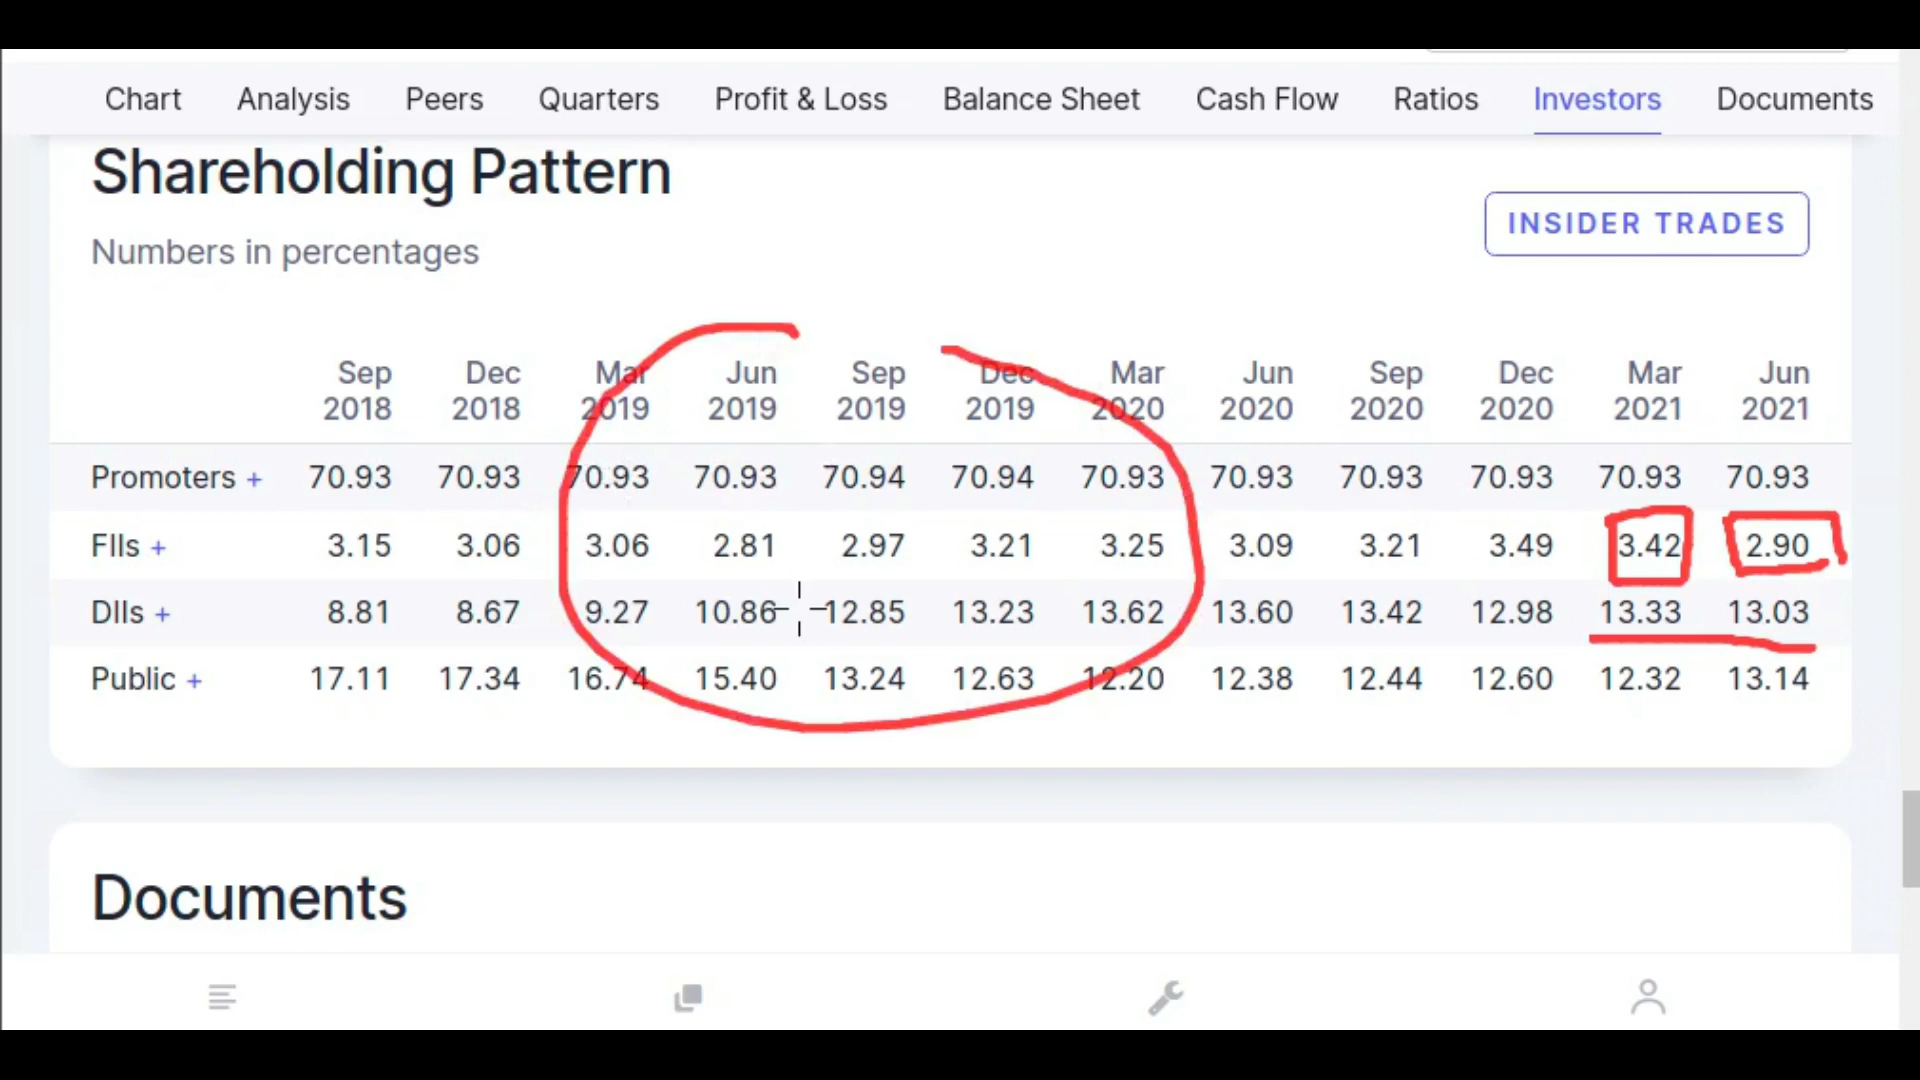 Chart Analysis Peers Quarters Profit & Loss Balance Sheet Cash Flow Ratios Investors Documents
Shareholding Pattern
INSIDER TRADES
Numbers in percentages
Sep 2018 Dec 2018 Mar 2019 Jun 2019 Sep 2019 Dec 2019 Mar 2020 Jun 2020 Sep 2020 Dec 2020 Mar 2021 Jun 2021
Promoters + 70.93 70.93 70.93 70.93 70.94 70.94 70.93 70.93 70.93 70.93 70.93 70.93
FIIs + 3.15 3.06 3.06 2.81 2.97 3.21 3.25 3.09 3.21 3.49 3.42 2.90
DIIs + 8.81 8.67 9.27 10.86 12.85 13.23 13.62 13.60 13.42 12.98 13.33 13.03
Public + 17.11 17.34 16.74 15.40 13.24 12.63 12.20 12.38 12.44 12.60 12.32 13.14
Documents